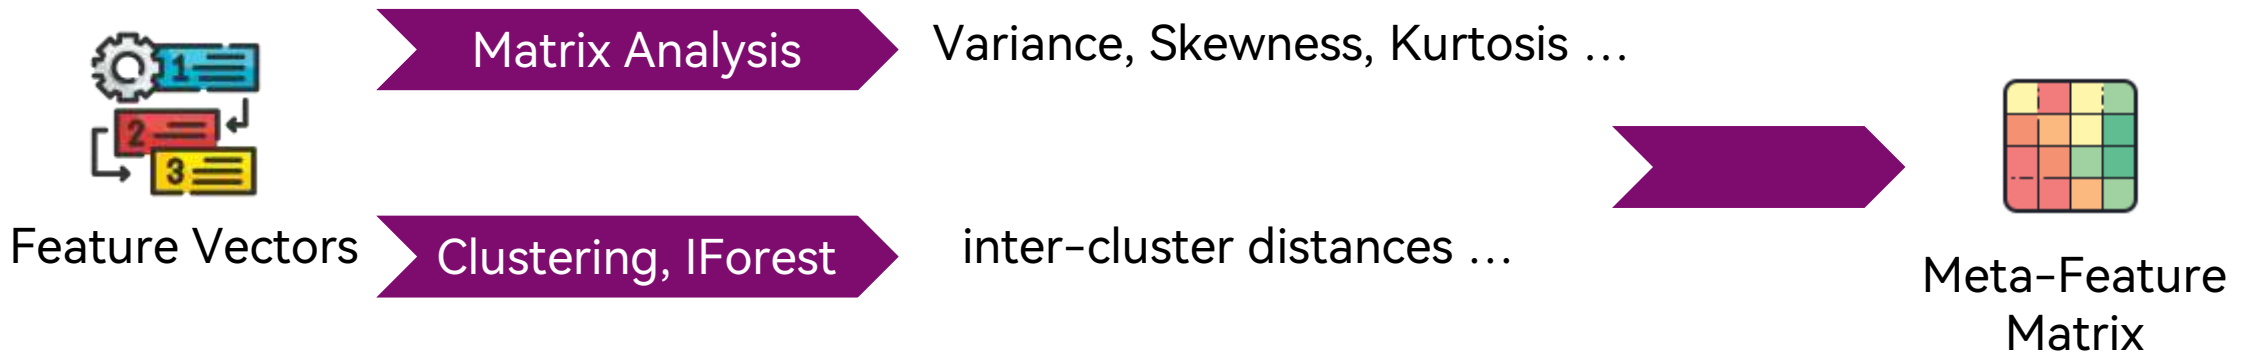 1
2
3
Feature Vectors
Matrix Analysis
Variance, Skewness, Kurtosis ...
Clustering, IForest
inter-cluster distances ...
Meta-Feature
Matrix